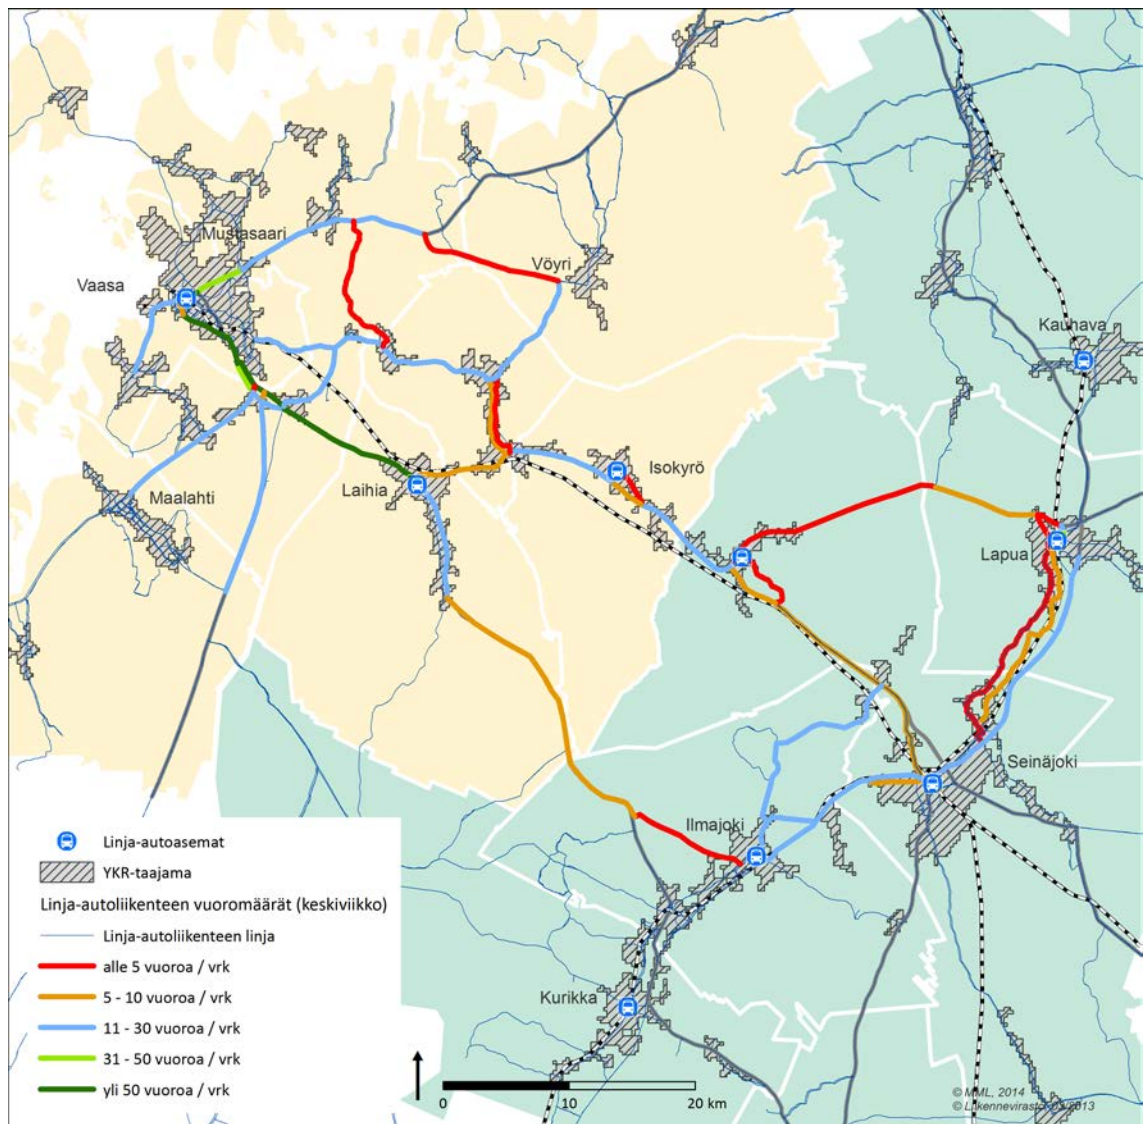 Mustasaari
Vöyri
Vaasa
Kauhava
Isokyrö
Laihia
Maalahti
Lapua
Seinäjoki
Ilmajoki
Kurikka
Linja-autoasemat
YKR-taajama
Linja-autoliikenteen vuoromäärät (keskiviikko)
Linja-autoliikenteen linja
alle 5 vuoroa / vrk
5 - 10 vuoroa / vrk
11 - 30 vuoroa / vrk
31 - 50 vuoroa / vrk
yli 50 vuoroa / vrk
0 10 20 km
© MML, 2014
© Liikennevirasto 2013